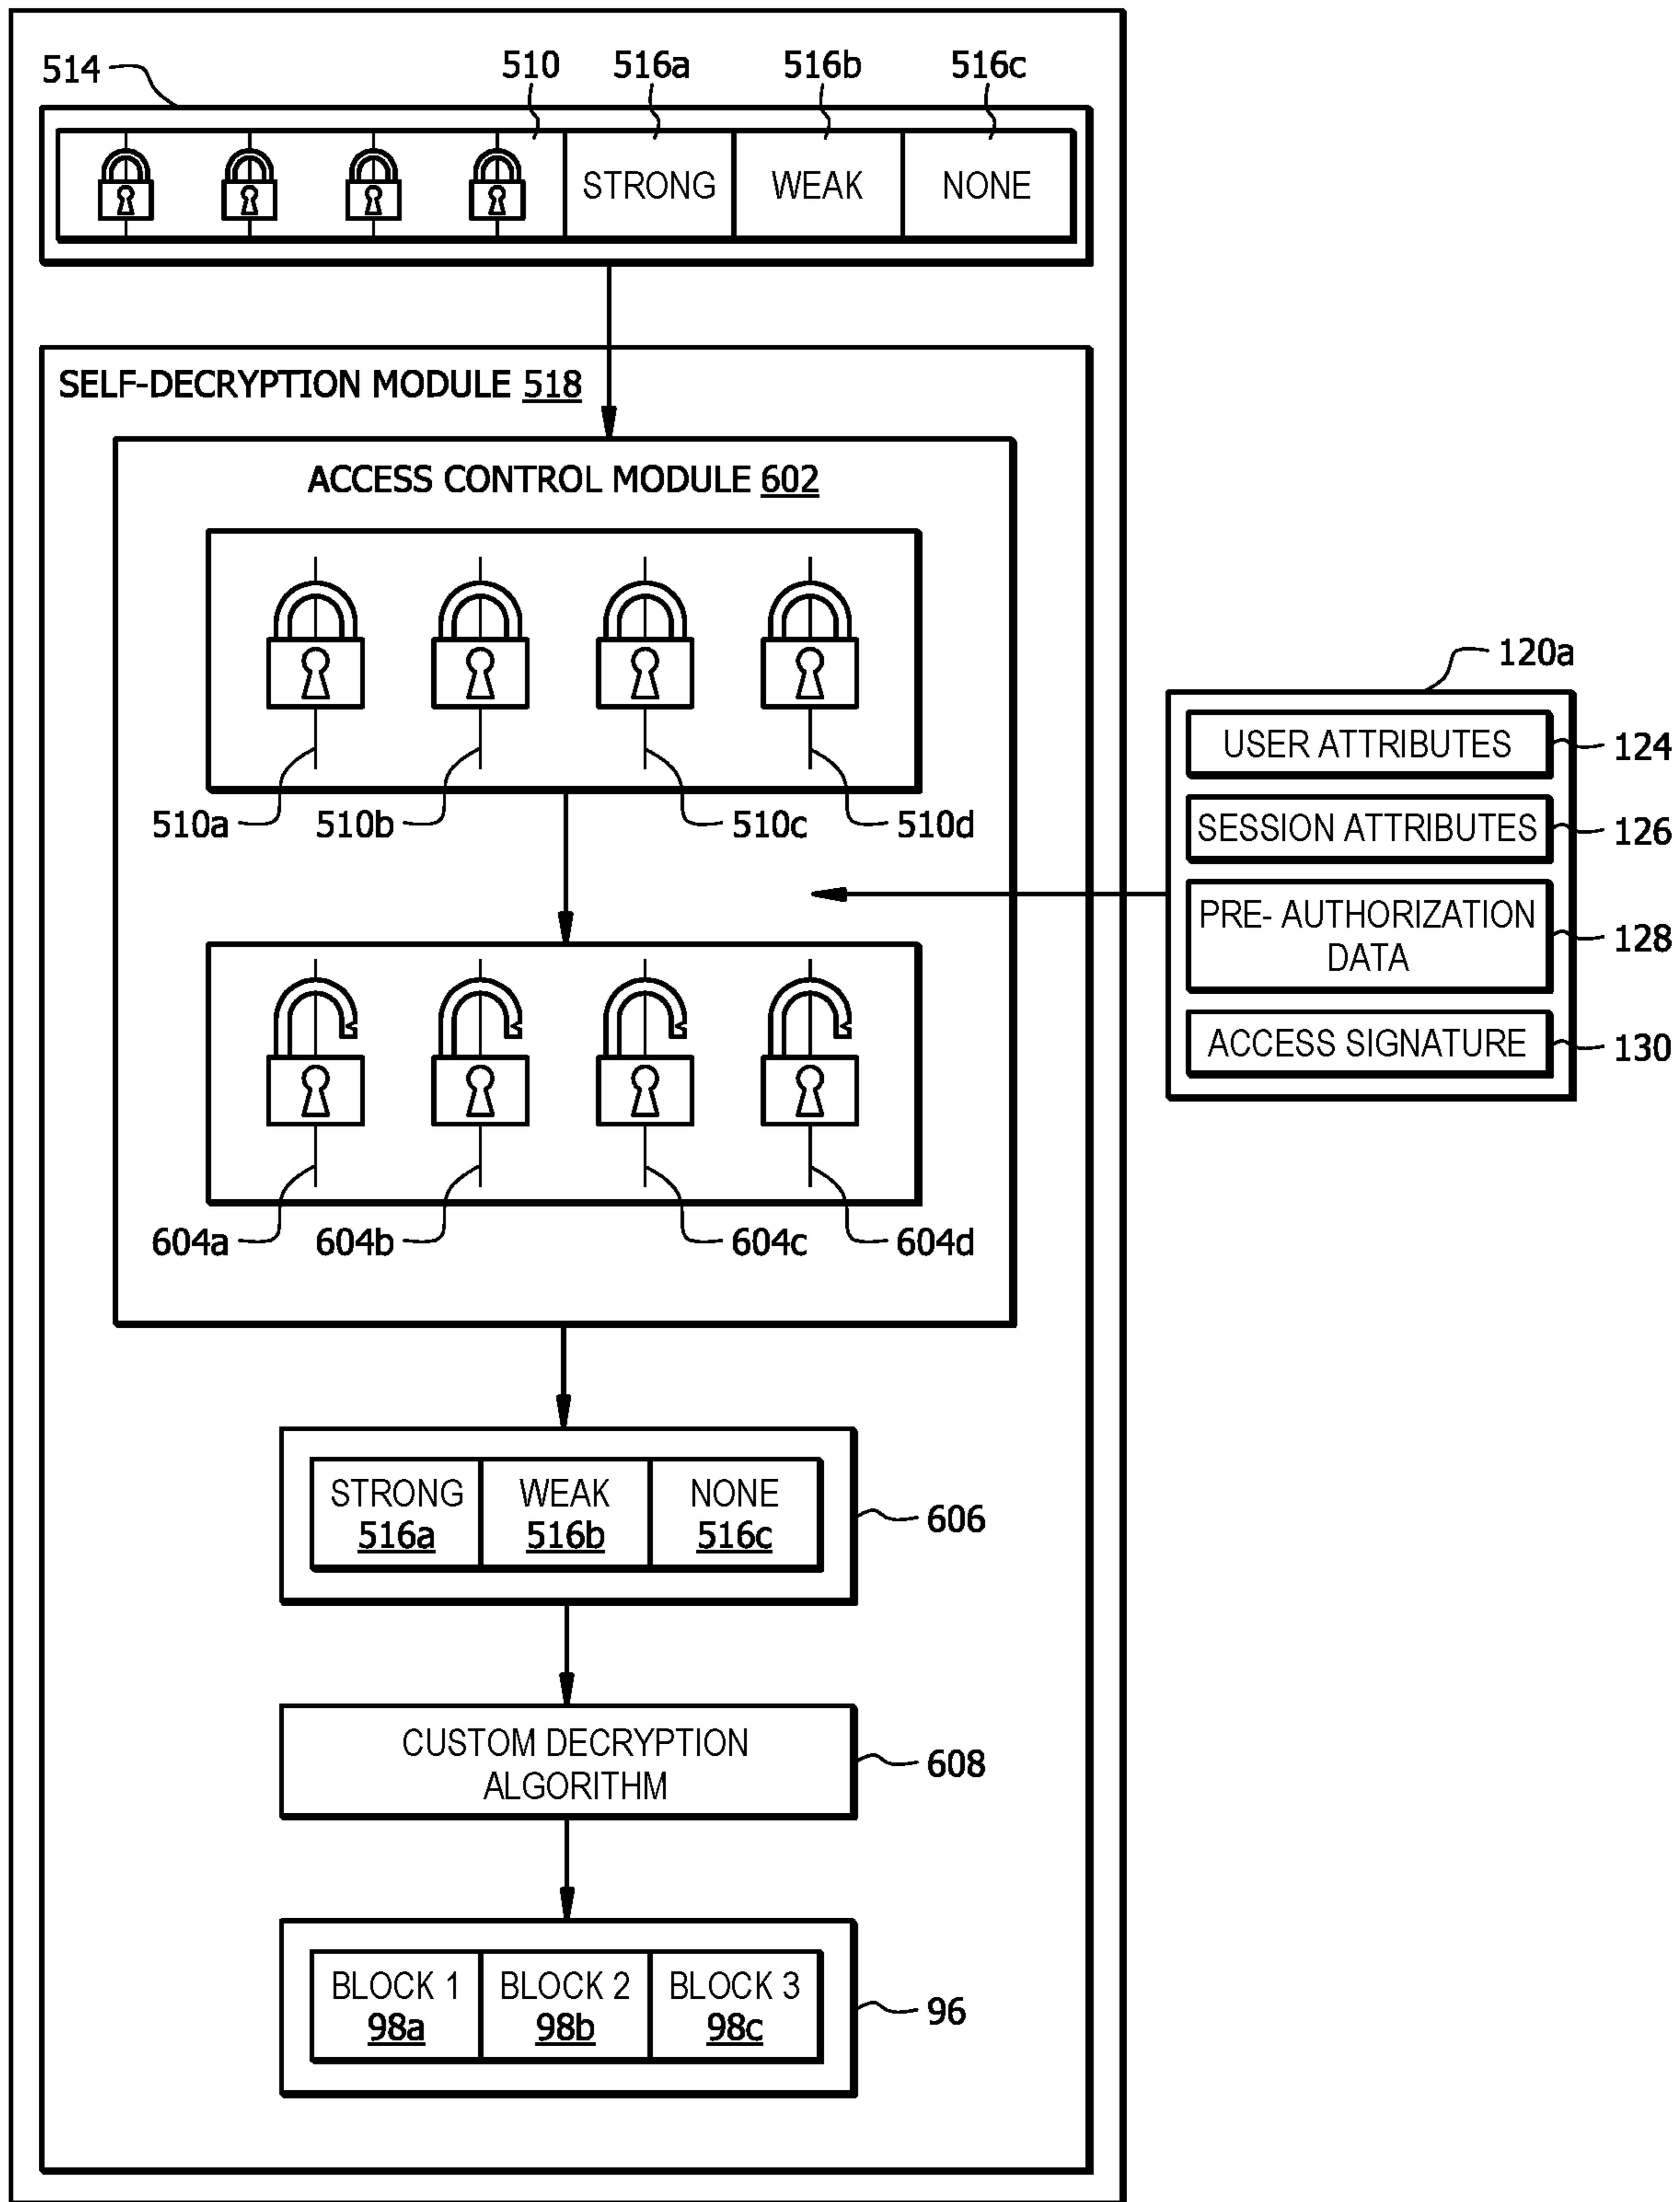 514
510
516a
516b
516c
STRONG
WEAK
NONE
SELF-DECRYPTION MODULE 518
ACCESS CONTROL MODULE 602
510a
510b
510c
510d
120a
USER ATTRIBUTES
124
SESSION ATTRIBUTES
126
PRE- AUTHORIZATION
DATA
128
ACCESS SIGNATURE
130
604a
604b
604c
604d
STRONG
516a
WEAK
516b
NONE
516c
606
CUSTOM DECRYPTION
ALGORITHM
608
BLOCK 1
98a
BLOCK 2
98b
BLOCK 3
98c
96